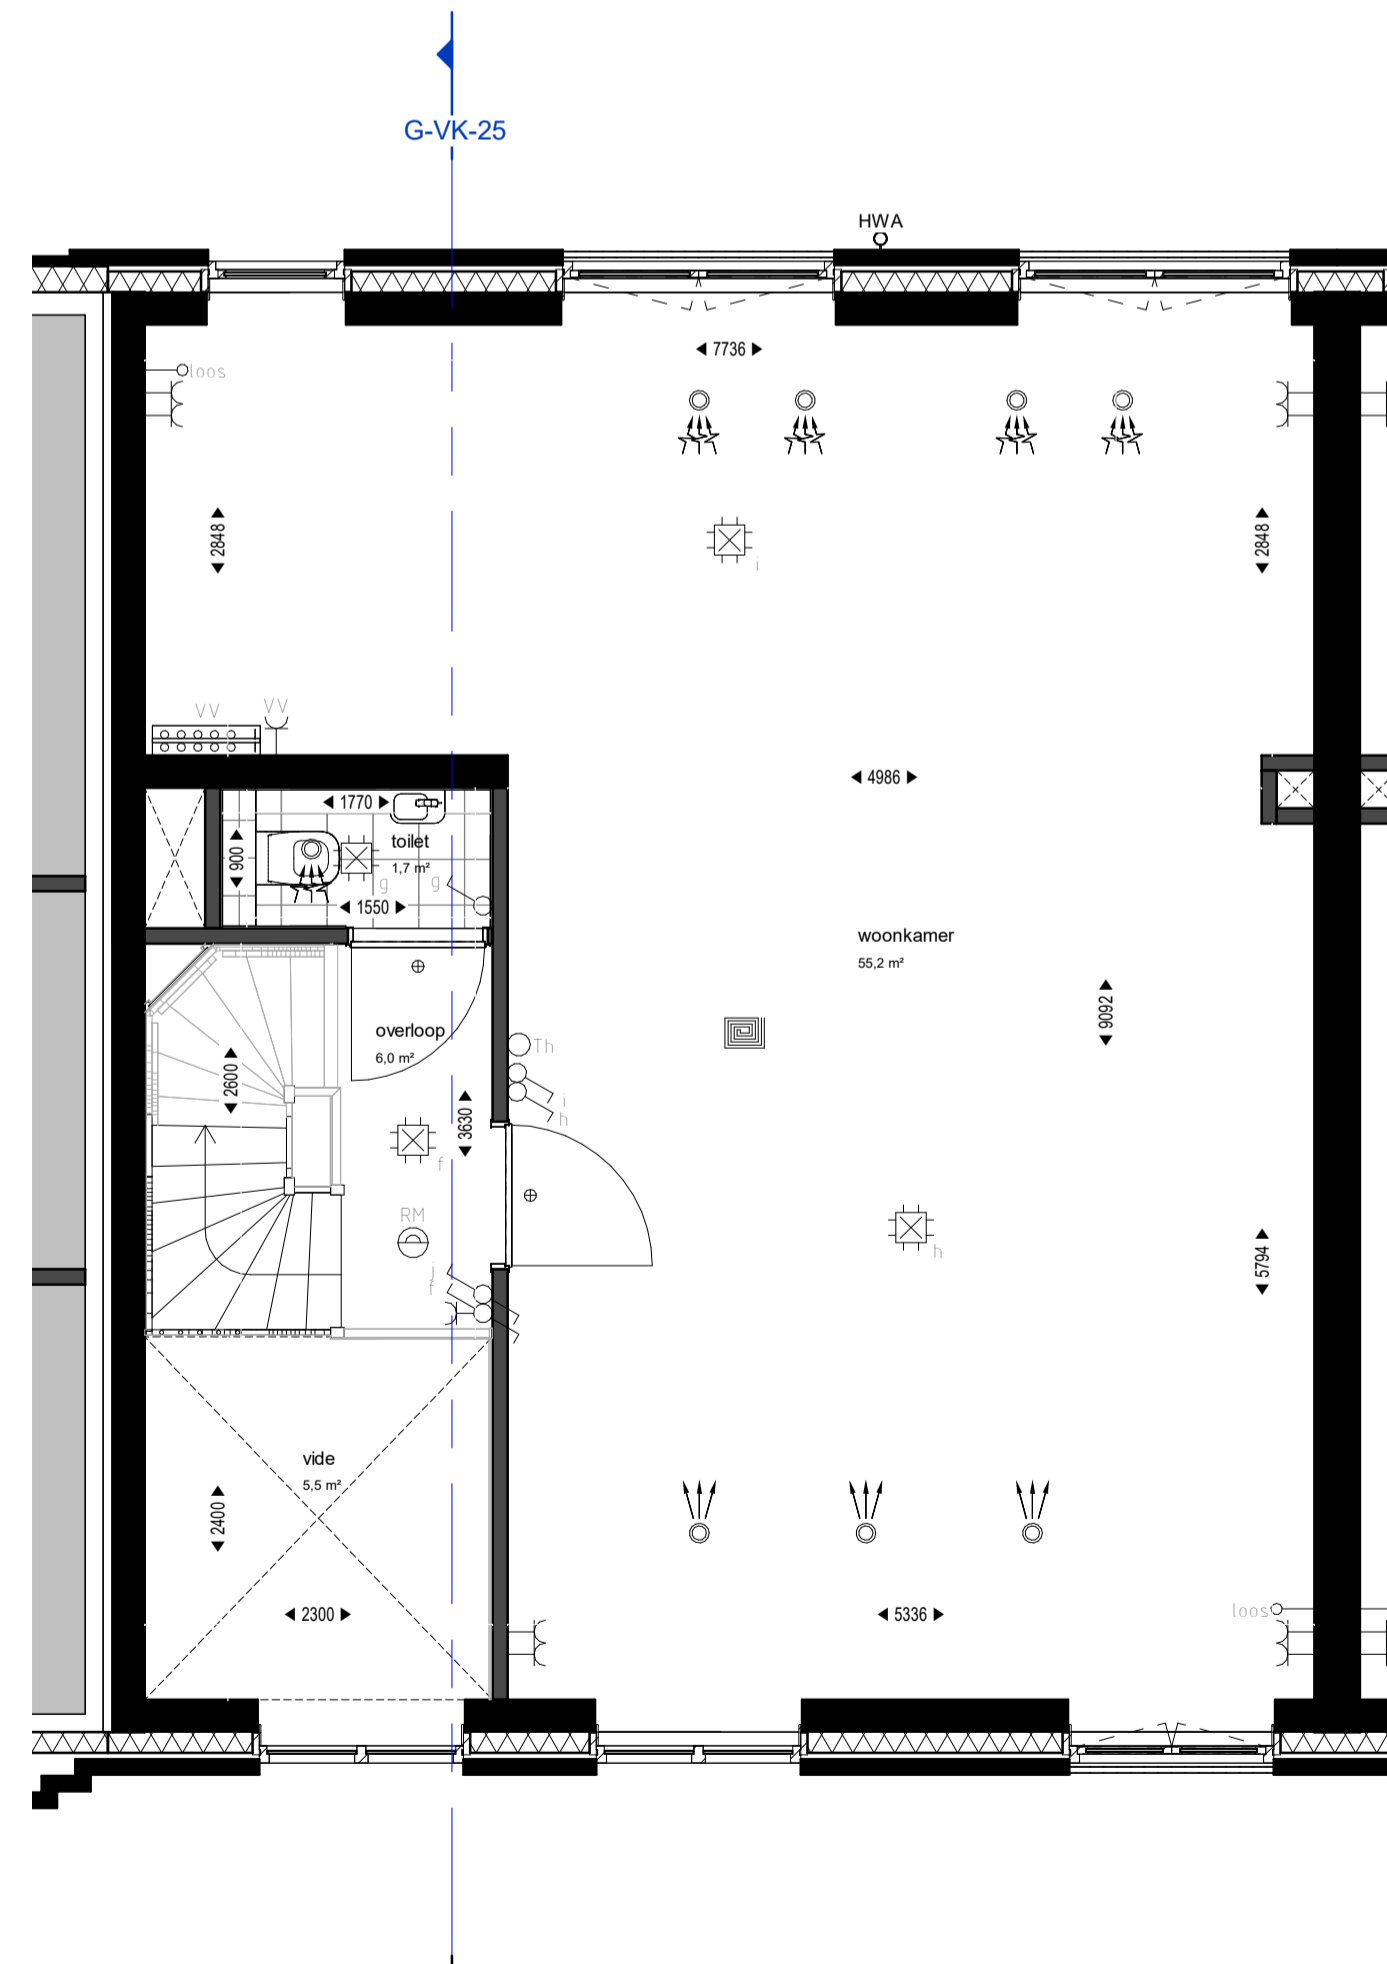 G-VK-25
HWA
7736
loos
2848
2848
i
VV
VV
4986
1770
toilet
1,7 m²
900
g
g
1550
woonkamer
55,2 m²
overloop
6,0 m²
9092
Th
2600
i
h
3630
f
RM
h
5794
f
vide
5,5 m²
2400
2300
5336
loos